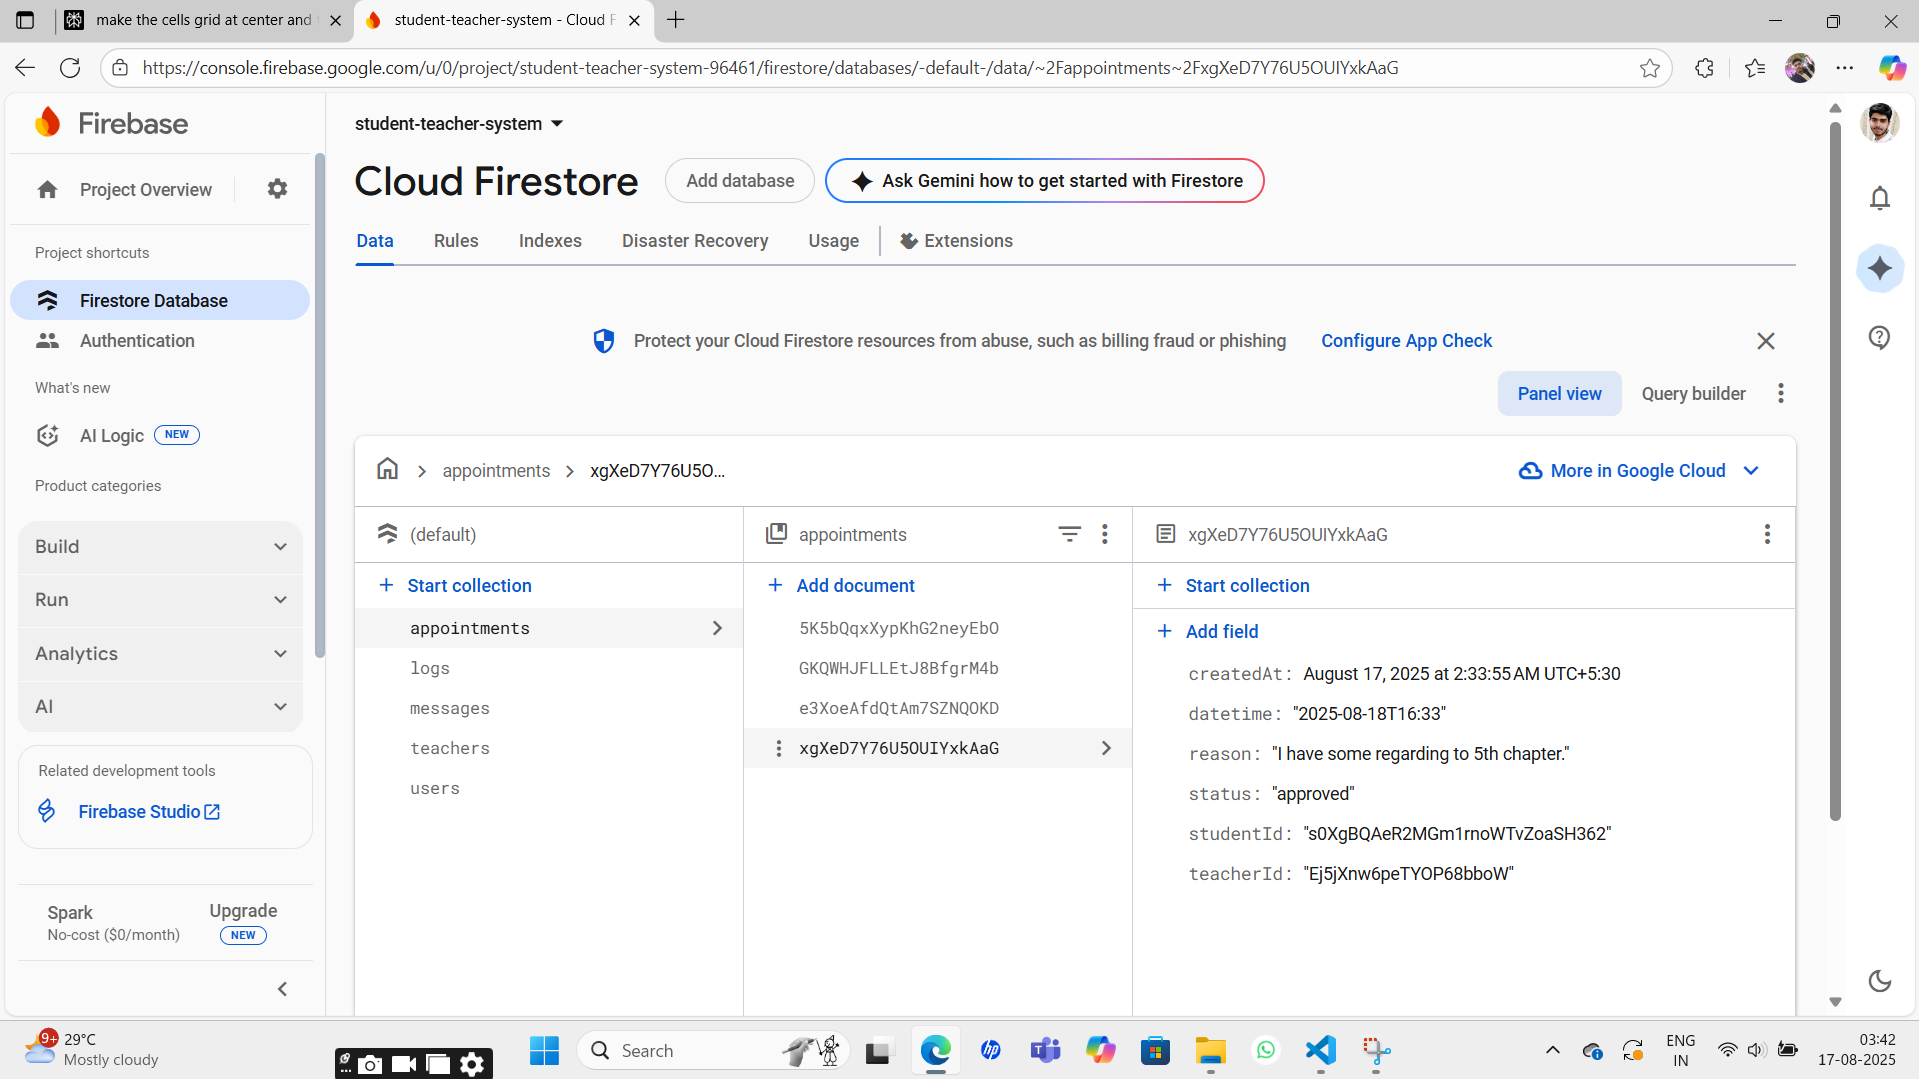 make the cells grid at center and
student-teacher-system - Cloud F
https://console.firebase.google.com/u/0/project/student-teacher-system-96461/firestore/databases/-default-/data/~2Fappointments~2FxgXeD7Y76U5OUIYxkAaG
Firebase
Project Overview
Project shortcuts
Firestore Database
Authentication
What's new
AI Logic NEW
Product categories
Build
Run
Analytics
AI
Related development tools
Firebase Studio
Spark
No-cost ($0/month)
Upgrade
NEW
student-teacher-system
Cloud Firestore
Add database
Ask Gemini how to get started with Firestore
Data Rules Indexes Disaster Recovery Usage Extensions
Protect your Cloud Firestore resources from abuse, such as billing fraud or phishing Configure App Check
Panel view Query builder
appointments xgXeD7Y76U5O...
More in Google Cloud
(default)
Start collection
appointments
logs
messages
teachers
users
appointments
Add document
5K5bQqxXypKhG2neyEbO
GKQWHJFLLEtJ8BfgrM4b
e3XoeAfdQtAm7SZNQOKD
xgXeD7Y76U5OUIYxkAaG
xgXeD7Y76U5OUIYxkAaG
Start collection
Add field
createdAt: August 17, 2025 at 2:33:55 AM UTC+5:30
datetime: "2025-08-18T16:33"
reason: "I have some regarding to 5th chapter."
status: "approved"
studentId: "s0XgBQAeR2MGm1rnoWTvZoaSH362"
teacherId: "Ej5jXnw6peTYOP68bboW"
9+
29°C
Mostly cloudy
Search
hp
ENG
IN
03:42
17-08-2025